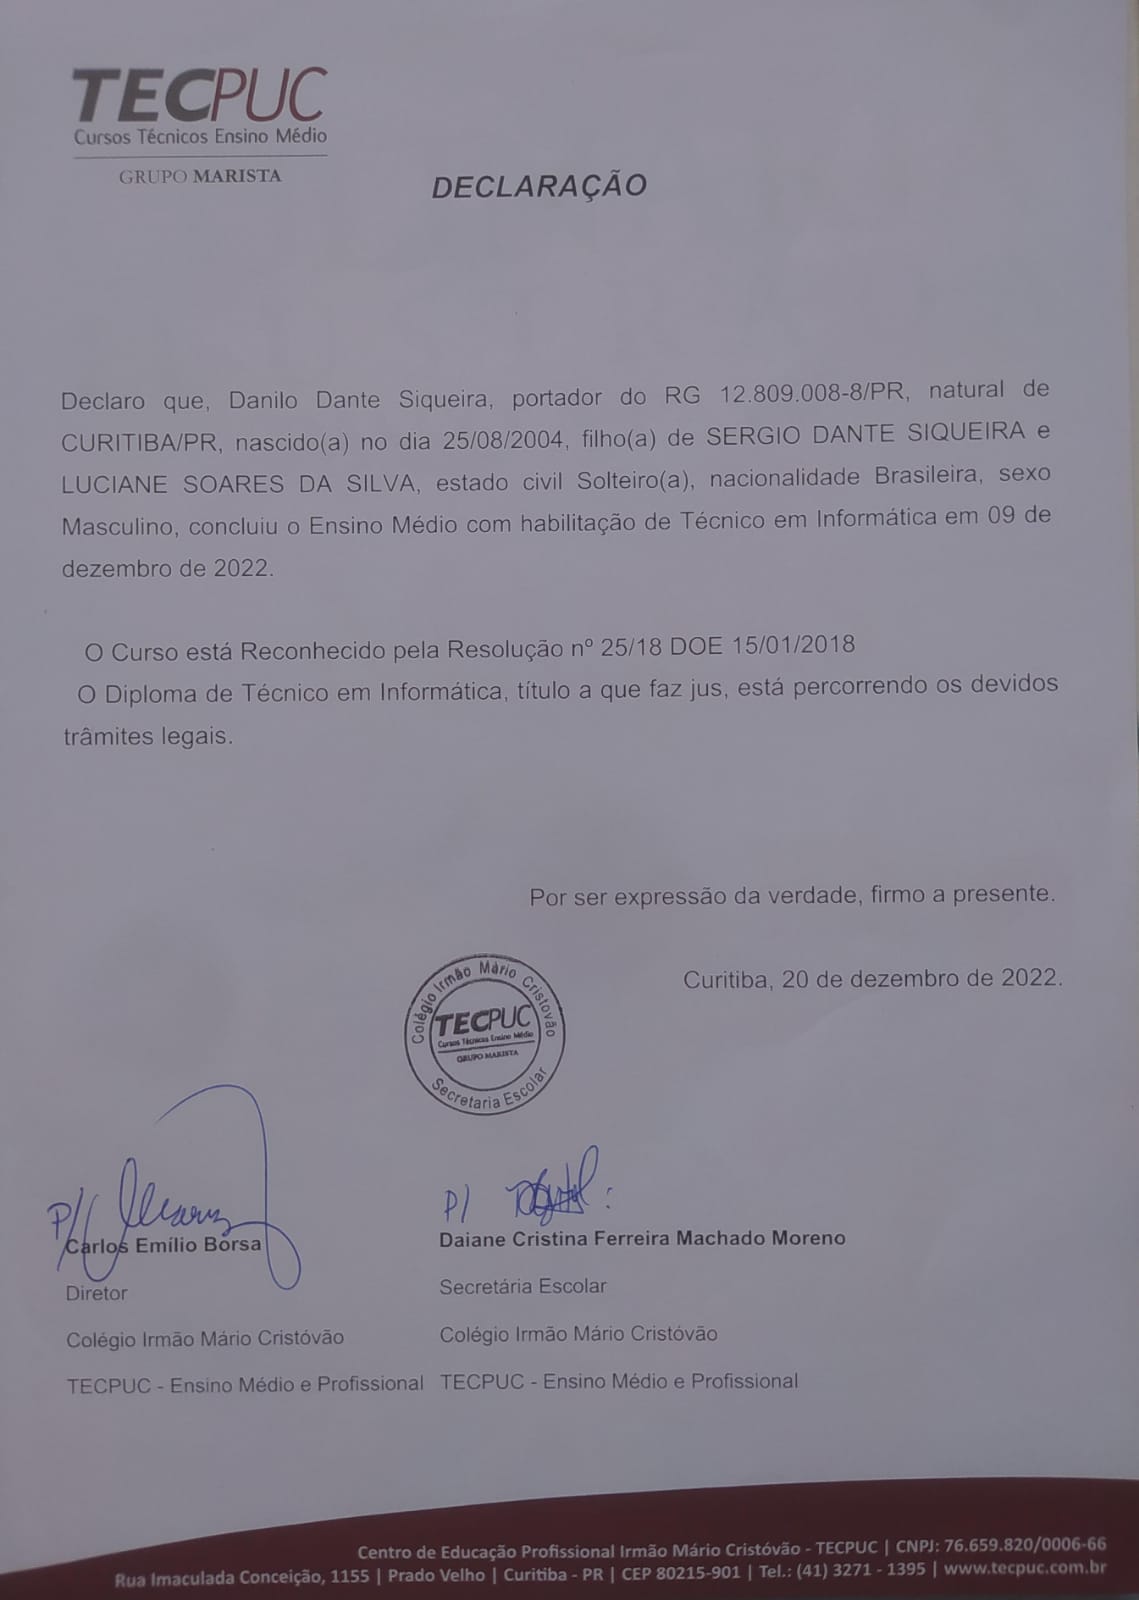 TECPUC
Cursos Técnicos Ensino Médio
GRUPO MARISTA
DECLARAÇÃO
Declaro que, Danilo Dante Siqueira, portador do RG 12.809.008-8/PR, natural de
CURITIBA/PR, nascido(a) no dia 25/08/2004, filho(a) de SERGIO DANTE SIQUEIRA e
LUCIANE SOARES DA SILVA, estado civil Solteiro(a), nacionalidade Brasileira, sexo
Masculino, concluiu o Ensino Médio com habilitação de Técnico em Informática em 09 de
dezembro de 2022.
O Curso está Reconhecido pela Resolução nº 25/18 DOE 15/01/2018
O Diploma de Técnico em Informática, título a que faz jus, está percorrendo os devidos
trâmites legais.
Por ser expressão da verdade, firmo a presente.
Curitiba, 20 de dezembro de 2022.
Colégio Irmão Mário Cristovão
TECPUC
Cursos Técnicos Ensino Médio
GRUPO MARISTA
Secretaria Escolar
P/
P/
Carlos Emílio Borsa
Daiane Cristina Ferreira Machado Moreno
Diretor
Secretária Escolar
Colégio Irmão Mário Cristóvão
Colégio Irmão Mário Cristóvão
TECPUC - Ensino Médio e Profissional
TECPUC - Ensino Médio e Profissional
Centro de Educação Profissional Irmão Mário Cristóvão - TECPUC | CNPJ: 76.659.820/0006-66
Rua Imaculada Conceição, 1155 | Prado Velho | Curitiba - PR | CEP 80215-901 | Tel.: (41) 3271 - 1395 | www.tecpuc.com.br